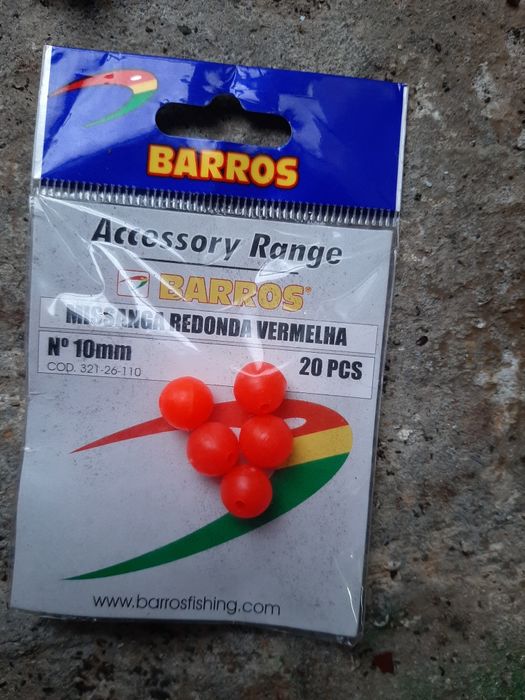 BARROS
Accessory Range
BARROS®
MISSANGA REDONDA VERMELHA
Nº 10mm
20 PCS
COD. 321-26-110
www.barrosfishing.com